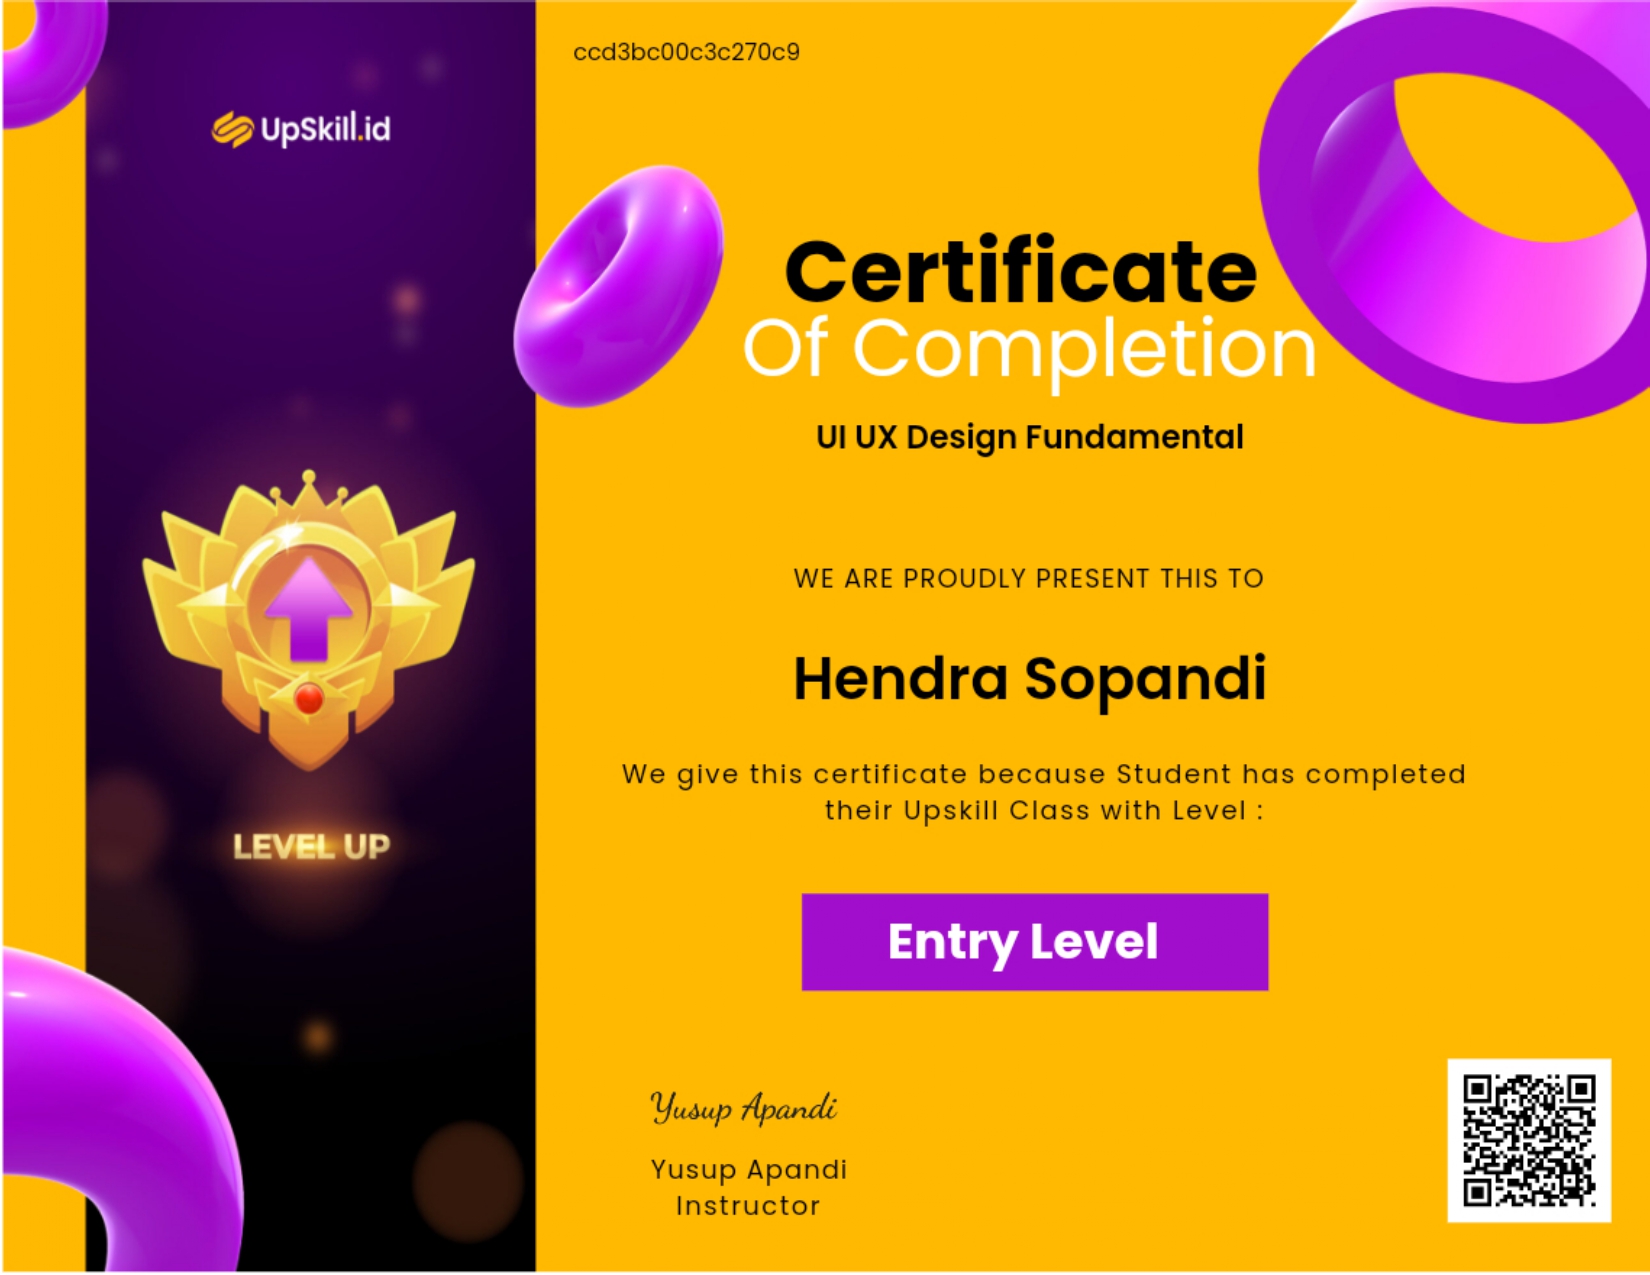 ccd3bc00c3c270c9
UpSkill.id
Certificate
Of Completion
UI UX Design Fundamental
WE ARE PROUDLY PRESENT THIS TO
Hendra Sopandi
We give this certificate because Student has completed
their Upskill Class with Level :
LEVEL UP
Entry Level
Yusup Apandi
Yusup Apandi
Instructor